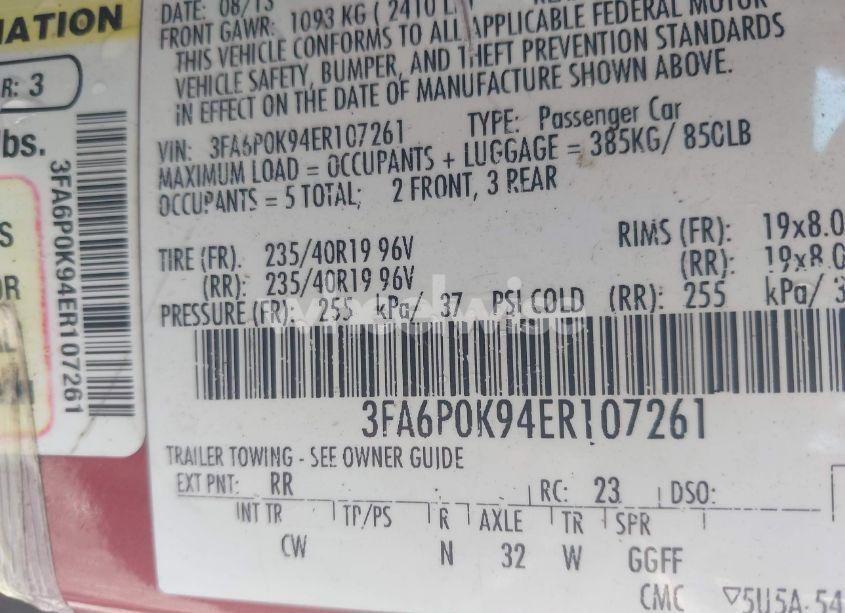 DATE: 08/13
FRONT GAWR: 1093 KG ( 2410 L
THIS VEHICLE CONFORMS TO ALL APPLICABLE FEDERAL MOTOR
VEHICLE SAFETY, BUMPER, AND THEFT PREVENTION STANDARDS
IN EFFECT ON THE DATE OF MANUFACTURE SHOWN ABOVE.
VIN: 3FA6P0K94ER107261 TYPE: Passenger Car
MAXIMUM LOAD = OCCUPANTS + LUGGAGE = 385KG/ 850LB
OCCUPANTS = 5 TOTAL; 2 FRONT, 3 REAR
TIRE (FR). 235/40R19 96V RIMS (FR): 19x8.0
(RR): 235/40R19 96V (RR): 19x8.0
PRESSURE (FR): 255 kPa/ 37 PSI COLD (RR): 255 kPa/ 3
3FA6P0K94ER107261
TRAILER TOWING - SEE OWNER GUIDE
EXT PNT: RR RC: 23 DSO:
INT TR TP/PS R AXLE TR SPR
CW N 32 W GGFF
CMC ▽5U5A-54
MATION
R: 3
lbs.
3FA6P0K94ER107261
S
OR
AL
wheelwise